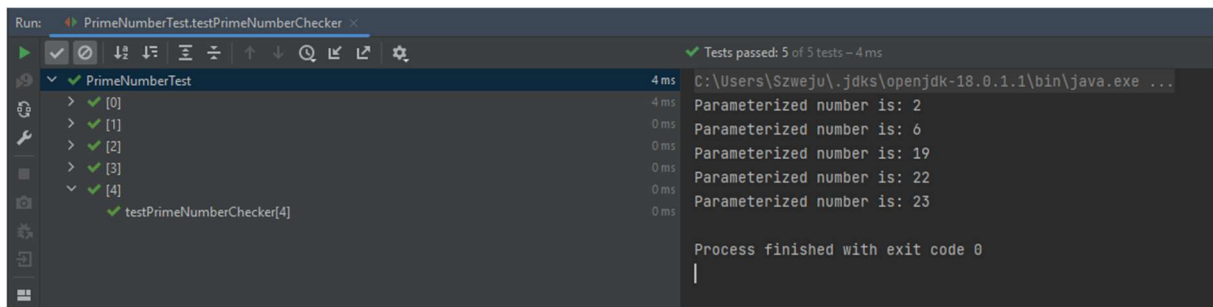 Run: PrimeNumberTest.testPrimeNumberChecker
Tests passed: 5 of 5 tests – 4 ms
PrimeNumberTest 4 ms
[0] 4 ms
[1] 0 ms
[2] 0 ms
[3] 0 ms
[4] 0 ms
testPrimeNumberChecker[4] 0 ms
C:\Users\Szweju\.jdks\openjdk-18.0.1.1\bin\java.exe ...
Parameterized number is: 2
Parameterized number is: 6
Parameterized number is: 19
Parameterized number is: 22
Parameterized number is: 23
Process finished with exit code 0